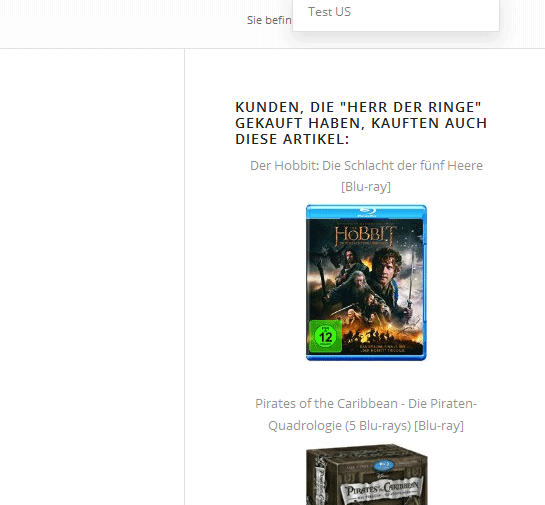 Test US
Sie befin
KUNDEN, DIE "HERR DER RINGE"
GEKAUFT HABEN, KAUFTEN AUCH
DIESE ARTIKEL:
Der Hobbit: Die Schlacht der fünf Heere
[Blu-ray]
HOBBIT
12
Pirates of the Caribbean - Die Piraten-
Quadrologie (5 Blu-rays) [Blu-ray]
PIRATES
CARIBBEAN